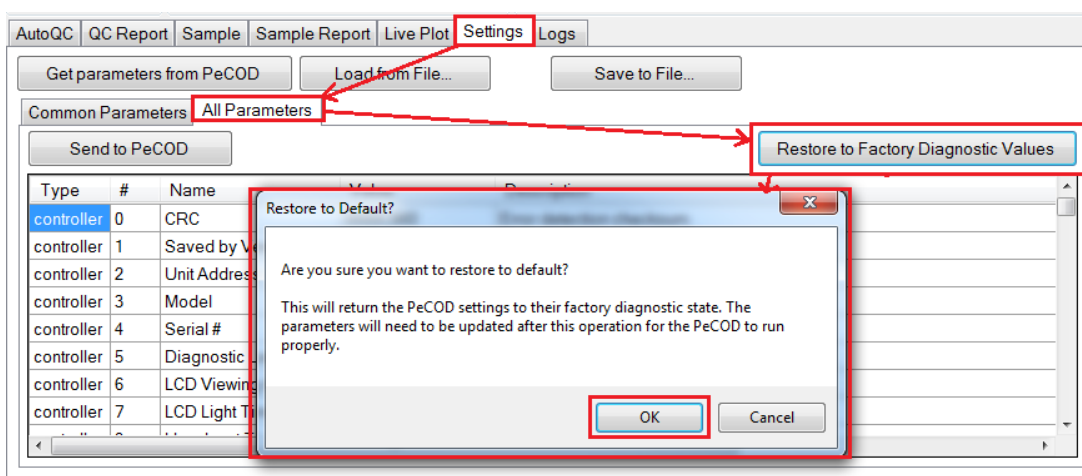 AutoQC QC Report Sample Sample Report Live Plot Settings Logs
Get parameters from PeCOD Load from File... Save to File...
Common Parameters All Parameters
Send to PeCOD Restore to Factory Diagnostic Values
Type # Name
controller 0 CRC
controller 1 Saved by
controller 2 Unit Address
controller 3 Model
controller 4 Serial #
controller 5 Diagnostic
controller 6 LCD Viewing
controller 7 LCD Light
Restore to Default?
Are you sure you want to restore to default?
This will return the PeCOD settings to their factory diagnostic state. The
parameters will need to be updated after this operation for the PeCOD to run
properly.
OK Cancel